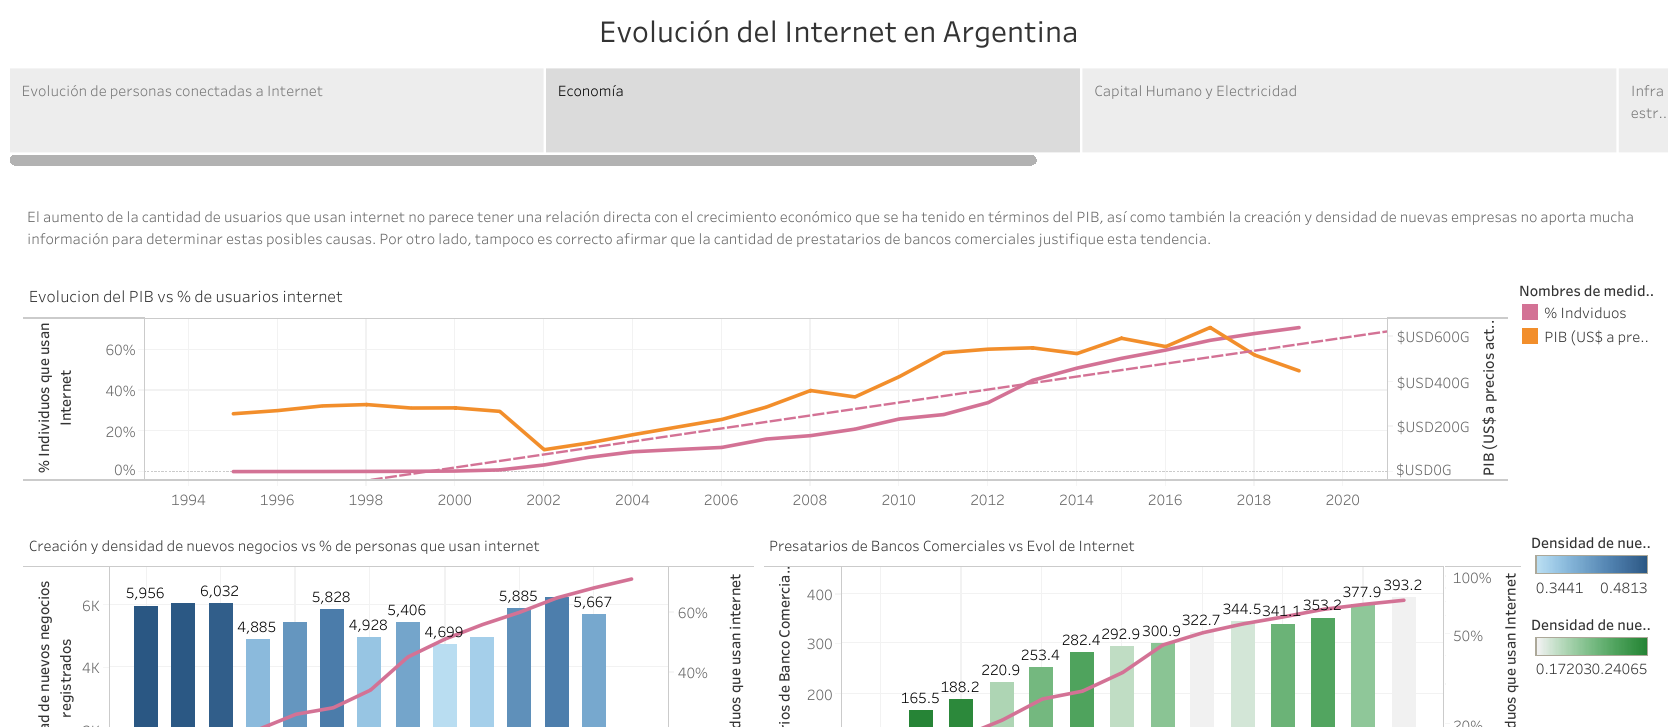 Evolución del Internet en Argentina
Evolución de personas conectadas a Internet
Economía
Capital Humano y Electricidad
Infra
estr..
El aumento de la cantidad de usuarios que usan internet no parece tener una relación directa con el crecimiento económico que se ha tenido en términos del PIB, así como también la creación y densidad de nuevas empresas no aporta mucha
información para determinar estas posibles causas. Por otro lado, tampoco es correcto afirmar que la cantidad de prestatarios de bancos comerciales justifique esta tendencia.
Evolucion del PIB vs % de usuarios internet
% Individuos que usan
Internet
60%
40%
20%
0%
$USD600G
$USD400G
$USD200G
$USD0G
PIB (US$ a precios act..
1994 1996 1998 2000 2002 2004 2006 2008 2010 2012 2014 2016 2018 2020
Nombres de medid..
% Indviduos
PIB (US$ a pre..
Creación y densidad de nuevos negocios vs % de personas que usan internet
ad de nuevos negocios
registrados
6K
4K
5,956
6,032
4,885
5,828
4,928
5,406
4,699
5,885
5,667
60%
40%
duos que usan internet
Presatarios de Bancos Comerciales vs Evol de Internet
rios de Banco Comercia..
400
300
200
165.5
188.2
220.9
253.4
282.4
292.9
300.9
322.7
344.5
341.1
353.2
377.9
393.2
100%
50%
20%
duos que usan Internet
Densidad de nue..
0.3441 0.4813
Densidad de nue..
0.17203 0.24065